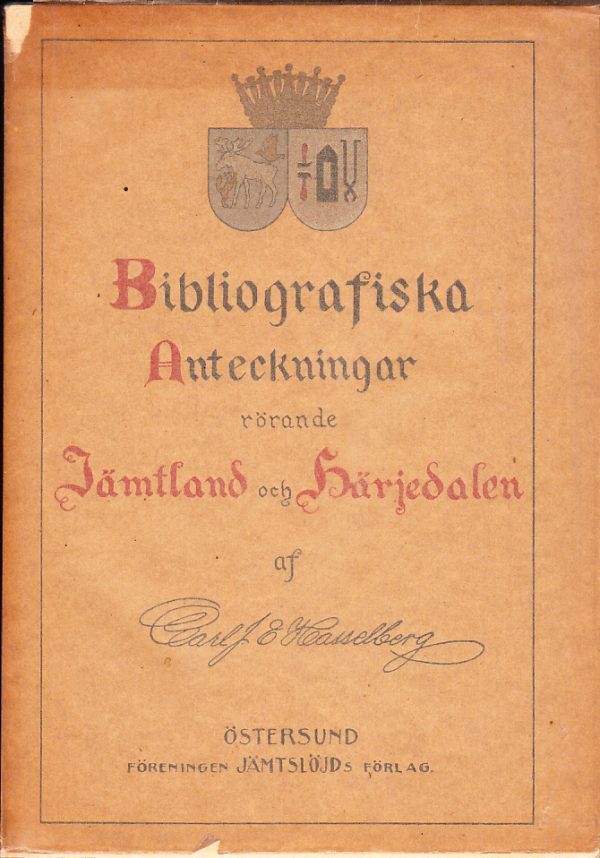 Bibliografiska
Anteckningar
rörande
Jämtland och Härjedalen
af
Carl J E Hasselberg
ÖSTERSUND
FÖRENINGEN JÄMTSLÖJDS FÖRLAG.